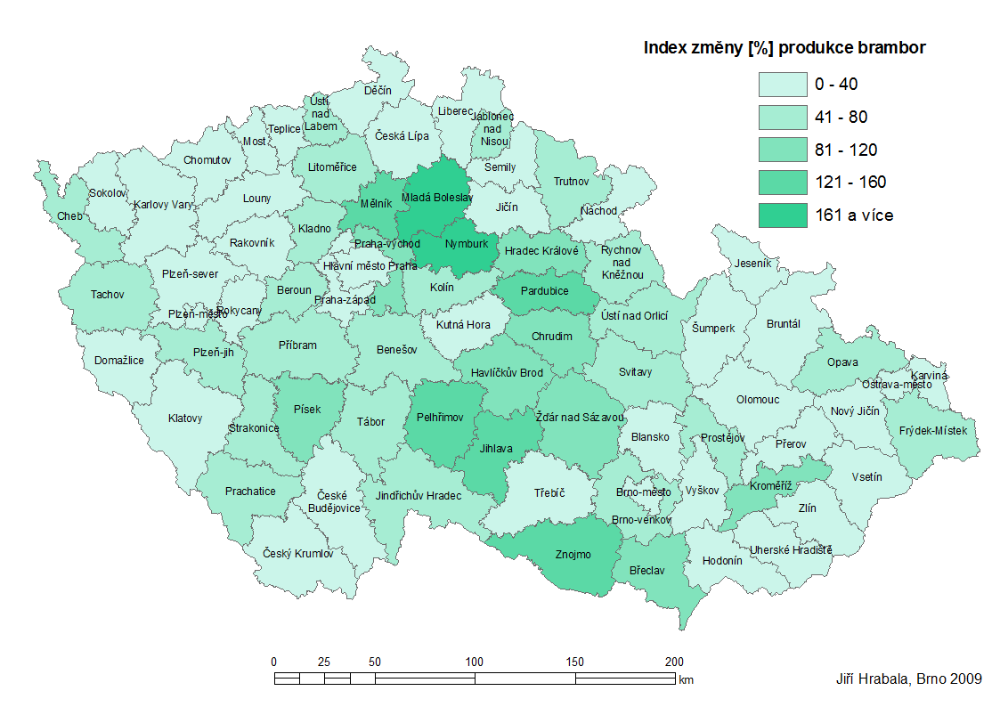 Index změny [%] produkce brambor
0 - 40
41 - 80
81 - 120
121 - 160
161 a více
Děčín
Ústí
nad
Labem
Liberec
Jablonec
nad
Nisou
Teplice
Most
Česká Lípa
Chomutov
Litoměřice
Semily
Trutnov
Sokolov
Karlovy Vary
Louny
Mělník
Mladá Boleslav
Jičín
Náchod
Cheb
Kladno
Rakovník
Praha-východ
Nymburk
Hradec Králové
Rychnov
nad
Kněžnou
Jeseník
Hlavní město Praha
Plzeň-sever
Tachov
Beroun
Kolín
Pardubice
Praha-západ
Rokycany
Plzeň-město
Kutná Hora
Ústí nad Orlicí
Šumperk
Bruntál
Chrudim
Příbram
Benešov
Plzeň-jih
Domažlice
Havlíčkův Brod
Svitavy
Opava
Karviná
Ostrava-město
Olomouc
Písek
Klatovy
Tábor
Pelhřimov
Žďár nad Sázavou
Nový Jičín
Strakonice
Frýdek-Místek
Blansko
Prostějov
Přerov
Jihlava
Vsetín
Kroměříž
Prachatice
České
Budějovice
Jindřichův Hradec
Třebíč
Brno-město
Vyškov
Zlín
Brno-venkov
Český Krumlov
Znojmo
Břeclav
Hodonín
Uherské Hradiště
0 25 50 100 150 200
km
Jiří Hrabala, Brno 2009